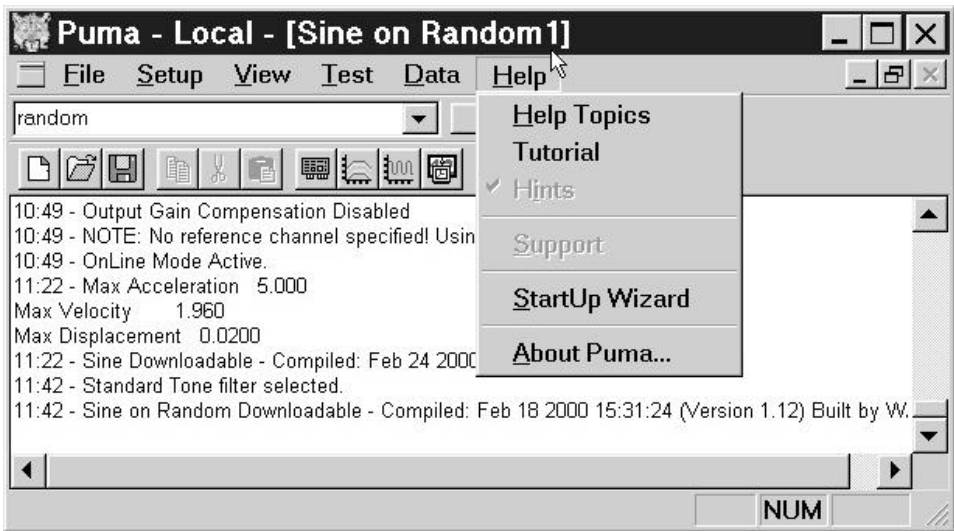 Puma - Local - [Sine on Random1]
File Setup View Test Data Help
random
Help Topics
Tutorial
Hints
Support
StartUp Wizard
About Puma...
10:49 - Output Gain Compensation Disabled
10:49 - NOTE: No reference channel specified! Usin
10:49 - OnLine Mode Active.
11:22 - Max Acceleration 5.000
Max Velocity 1.960
Max Displacement 0.0200
11:22 - Sine Downloadable - Compiled: Feb 24 2000
11:42 - Standard Tone filter selected.
11:42 - Sine on Random Downloadable - Compiled: Feb 18 2000 15:31:24 (Version 1.12) Built by W...
NUM